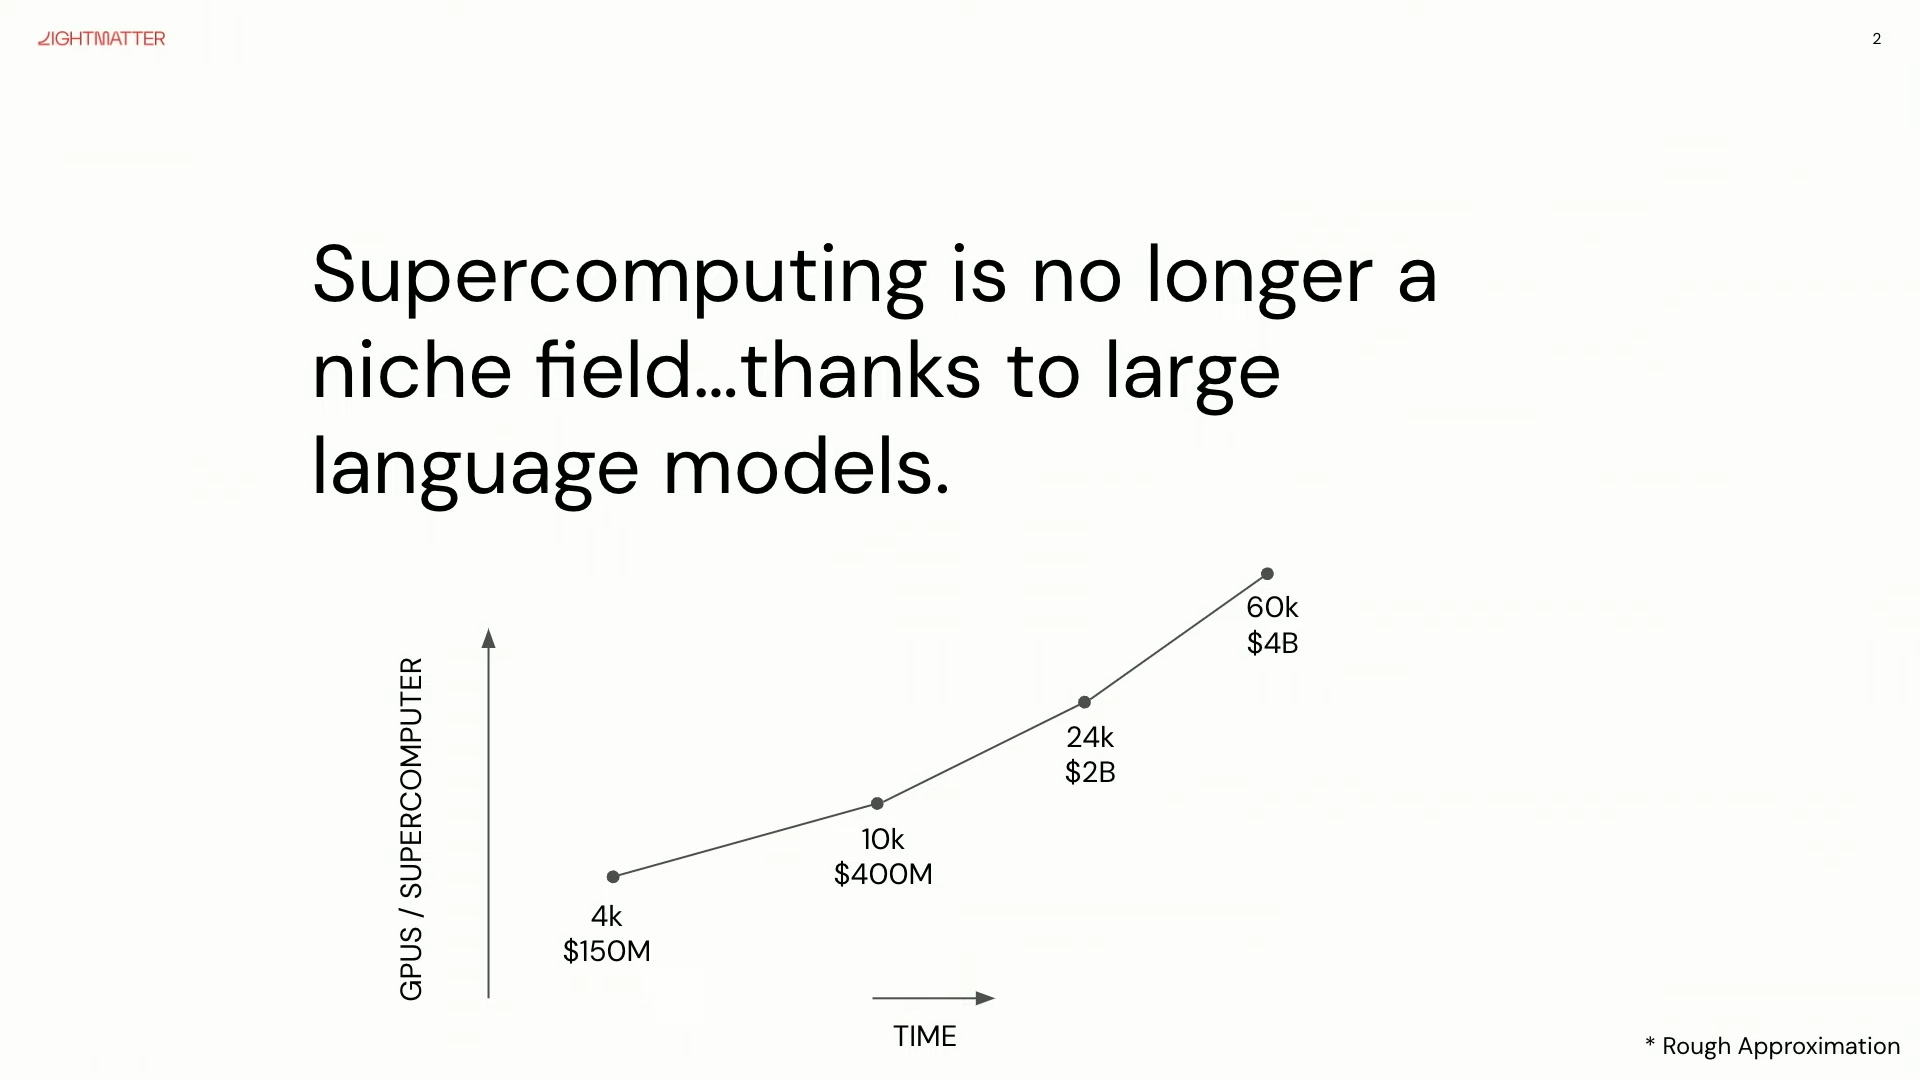 LIGHTMATTER
2
Supercomputing is no longer a
niche field...thanks to large
language models.
60k
$4B
24k
$2B
10k
$400M
4k
$150M
GPUS / SUPERCOMPUTER
TIME
* Rough Approximation